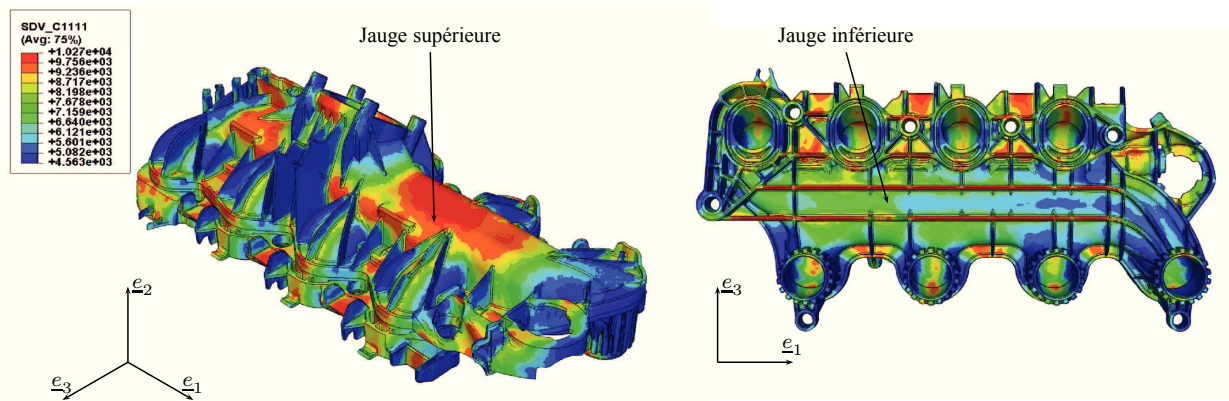 SDV_C1111
(Avg: 75%)
+1.027e+04
+9.756e+03
+9.236e+03
+8.717e+03
+8.198e+03
+7.678e+03
+7.159e+03
+6.640e+03
+6.121e+03
+5.601e+03
+5.082e+03
+4.563e+03
Jauge supérieure
Jauge inférieure
e2
e3
e1
e3
e1